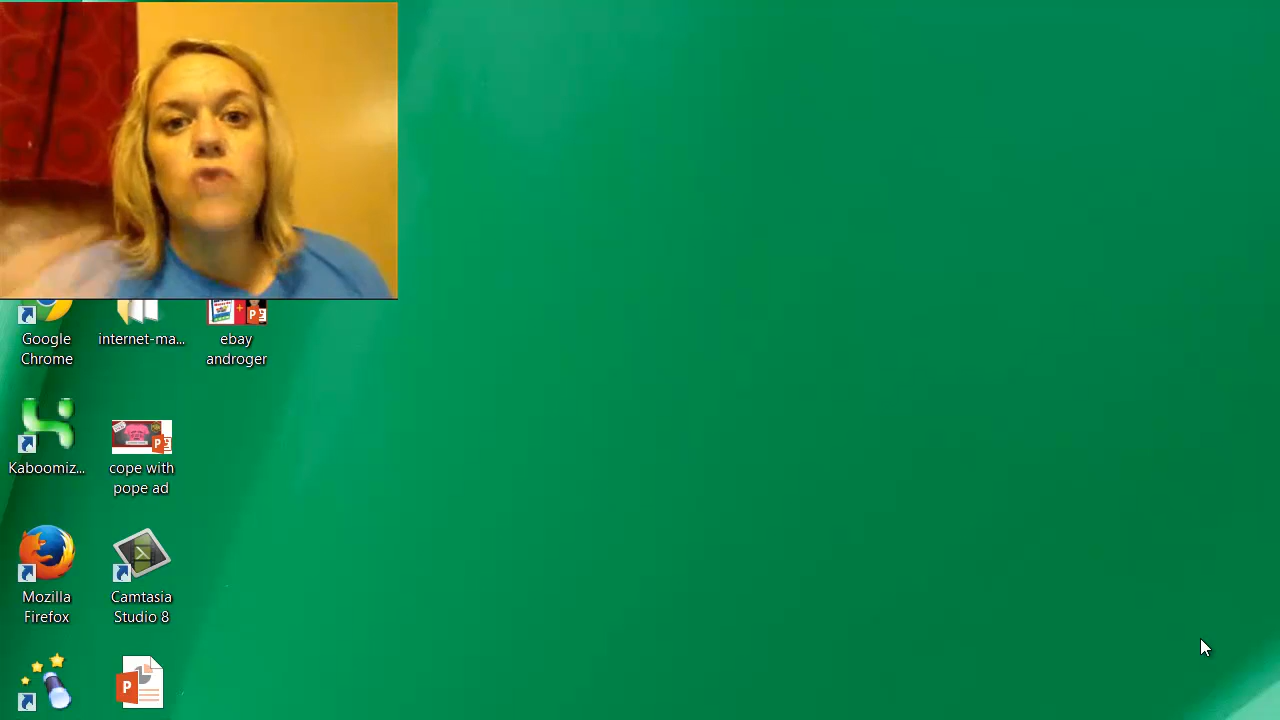 Google
Chrome
internet-ma...
ebay
androger
Kaboomiz...
cope with
pope ad
Mozilla
Firefox
Camtasia
Studio 8